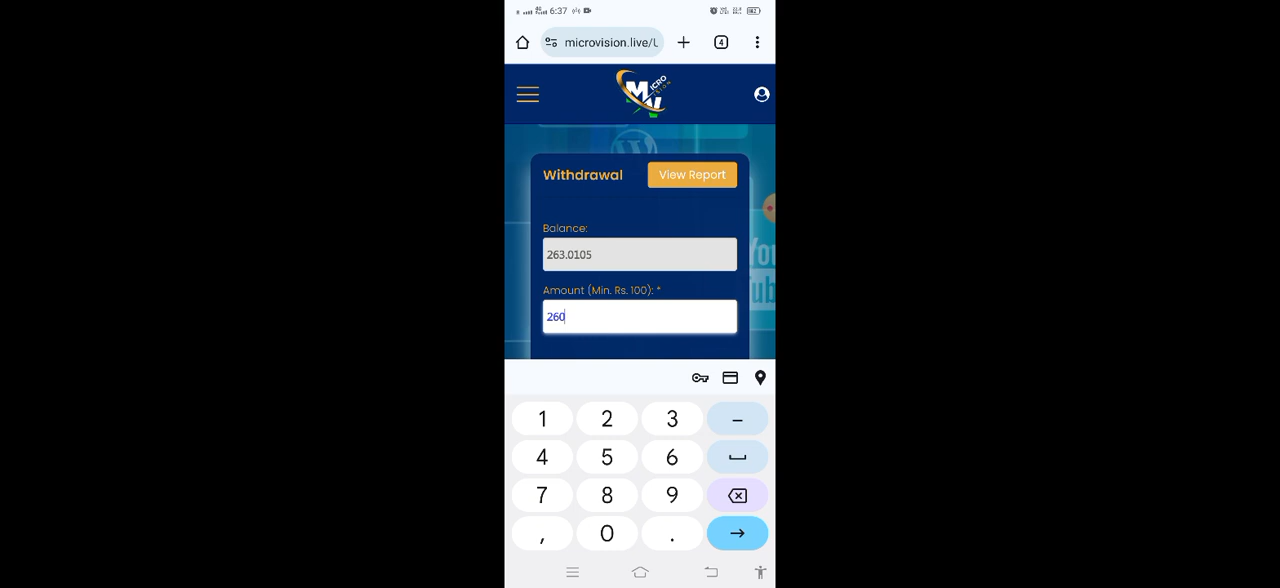 6:37
microvision.live/L
4
MICRO
Withdrawal
View Report
Balance:
263.0105
Amount (Min. Rs. 100): *
260
1 2 3 –
4 5 6
7 8 9
, 0 . →